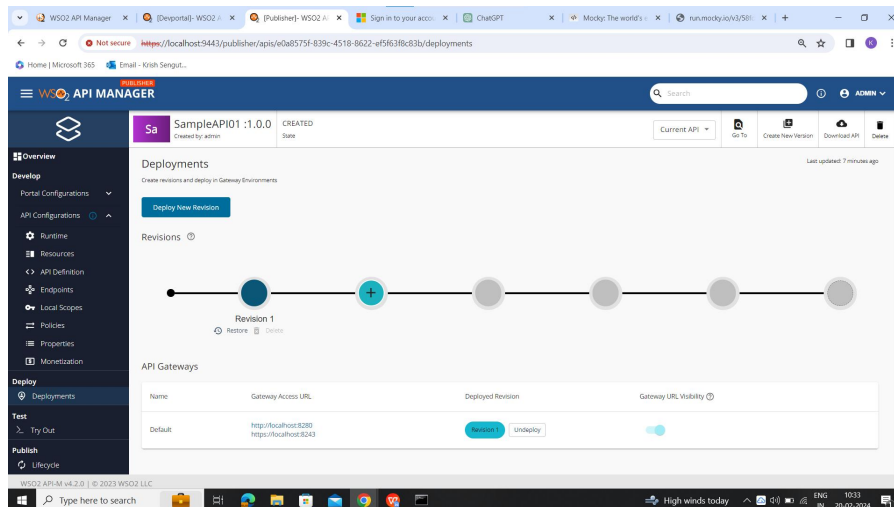 WSO2 API Manager
[Devportal]- WSO2 A
[Publisher]- WSO2 A
Sign in to your acco
ChatGPT
Mocky: The world's e
run.mocky.io/v3/58f
Not secure
https://localhost:9443/publisher/apis/e0a8575f-839c-4518-8622-ef5f63f8c83b/deployments
K
Home | Microsoft 365
Email - Krish Sengut...
PUBLISHER
WSO2 API MANAGER
Search
ADMIN
Sa
SampleAPI01 :1.0.0
Created by: admin
CREATED
State
Current API
Go To
Create New Version
Download API
Delete
Overview
Develop
Portal Configurations
API Configurations
Runtime
Resources
API Definition
Endpoints
Local Scopes
Policies
Properties
Monetization
Deploy
Deployments
Test
Try Out
Publish
Lifecycle
Deployments
Last updated: 7 minutes ago
Create revisions and deploy in Gateway Environments
Deploy New Revision
Revisions
Revision 1
Restore
Delete
API Gateways
Name Gateway Access URL Deployed Revision Gateway URL Visibility
Default
http://localhost:8280
https://localhost:8243
Revision 1
Undeploy
WSO2 API-M v4.2.0 | © 2023 WSO2 LLC
Type here to search
High winds today
ENG
IN
10:33
20-02-2024